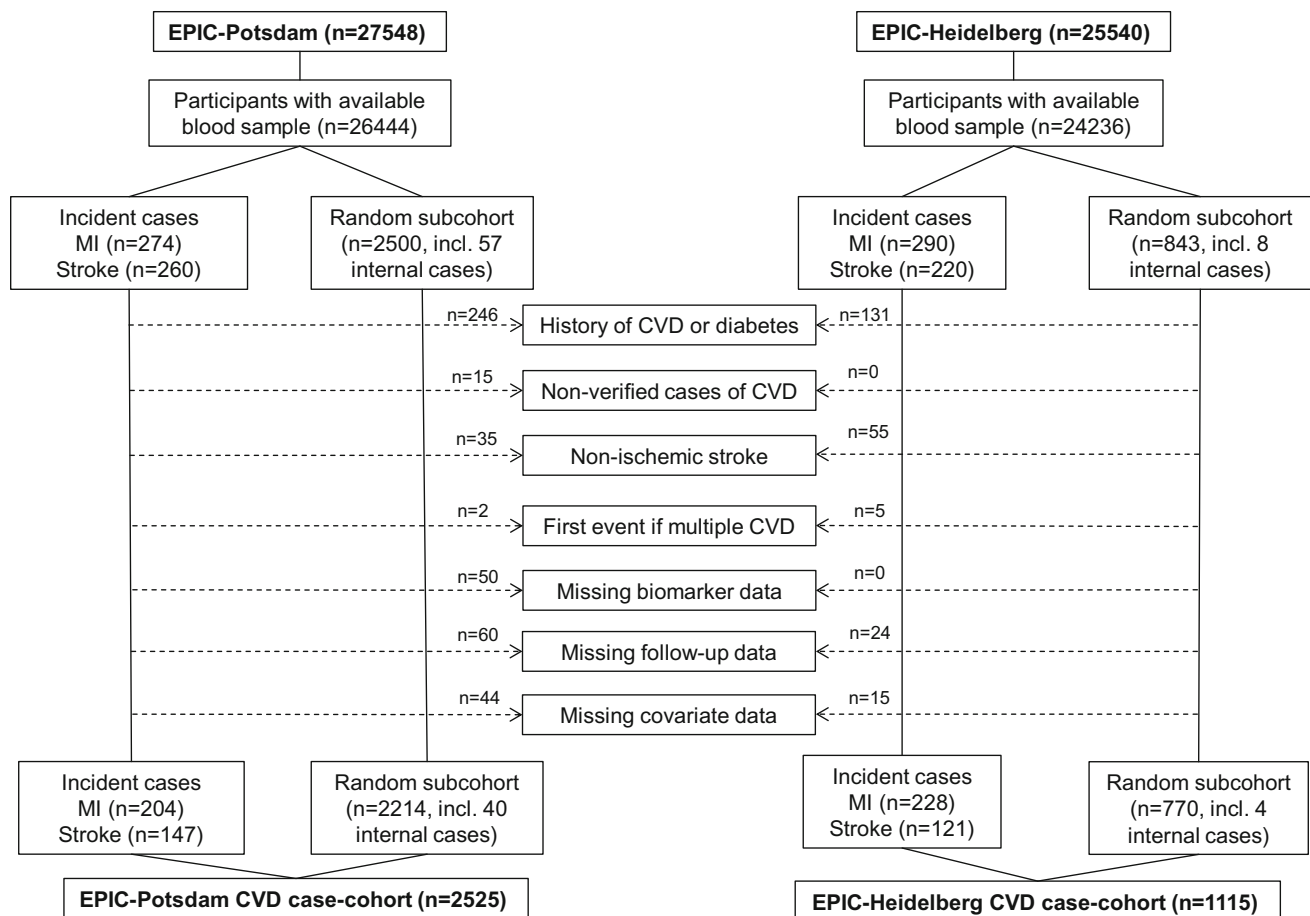 EPIC-Potsdam (n=27548)
EPIC-Heidelberg (n=25540)
Participants with available
blood sample (n=26444)
Participants with available
blood sample (n=24236)
Incident cases
MI (n=274)
Stroke (n=260)
Random subcohort
(n=2500, incl. 57
internal cases)
Incident cases
MI (n=290)
Stroke (n=220)
Random subcohort
(n=843, incl. 8
internal cases)
n=246
History of CVD or diabetes
n=131
n=15
Non-verified cases of CVD
n=0
n=35
Non-ischemic stroke
n=55
n=2
First event if multiple CVD
n=5
n=50
Missing biomarker data
n=0
n=60
Missing follow-up data
n=24
n=44
Missing covariate data
n=15
Incident cases
MI (n=204)
Stroke (n=147)
Random subcohort
(n=2214, incl. 40
internal cases)
Incident cases
MI (n=228)
Stroke (n=121)
Random subcohort
(n=770, incl. 4
internal cases)
EPIC-Potsdam CVD case-cohort (n=2525)
EPIC-Heidelberg CVD case-cohort (n=1115)